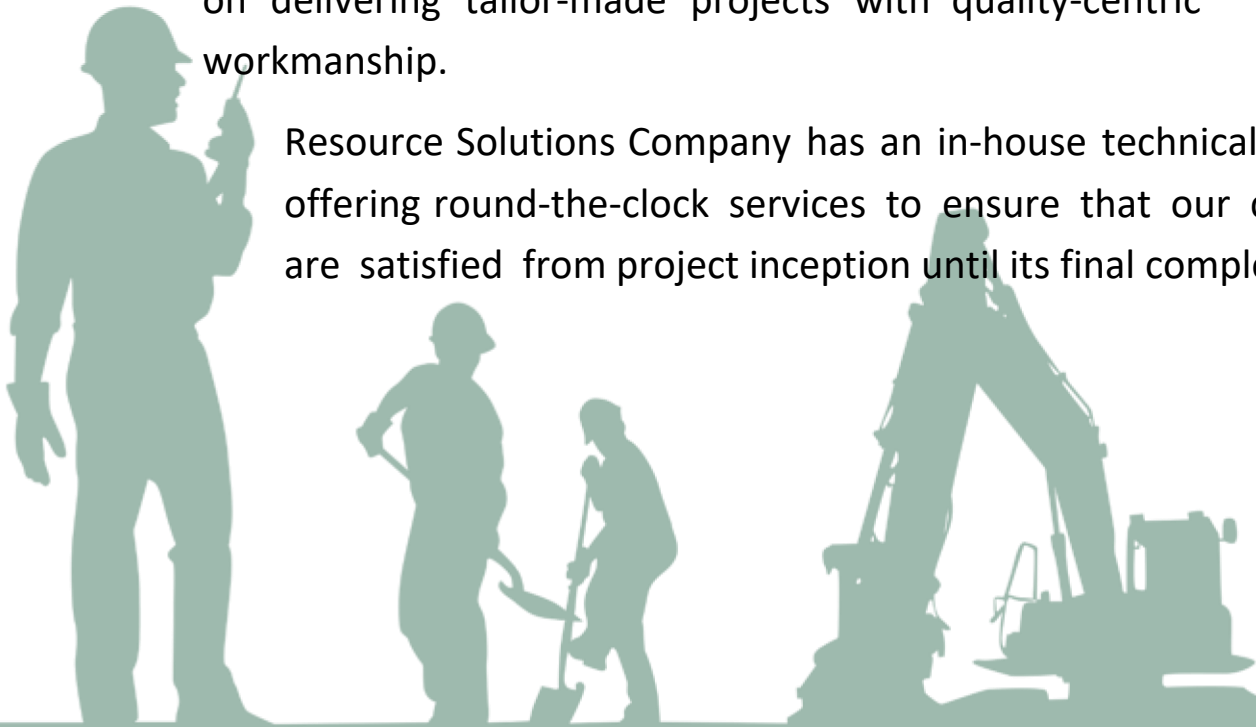 on delivering tailor-made projects with quality-centric
workmanship.
Resource Solutions Company has an in-house technical
offering round-the-clock services to ensure that our
are satisfied from project inception until its final